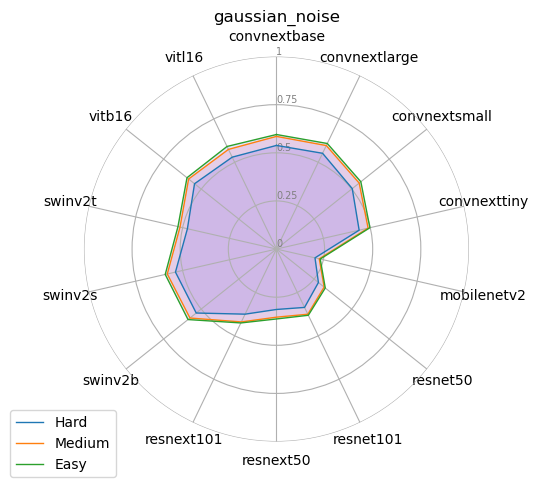 gaussian_noise
convnextbase
1
vitl16
convnextlarge
0.75
vitb16
convnextsmall
0.5
swinv2t
convnexttiny
0.25
0
swinv2s
mobilenetv2
swinv2b
resnet50
resnext101
resnet101
resnext50
Hard
Medium
Easy